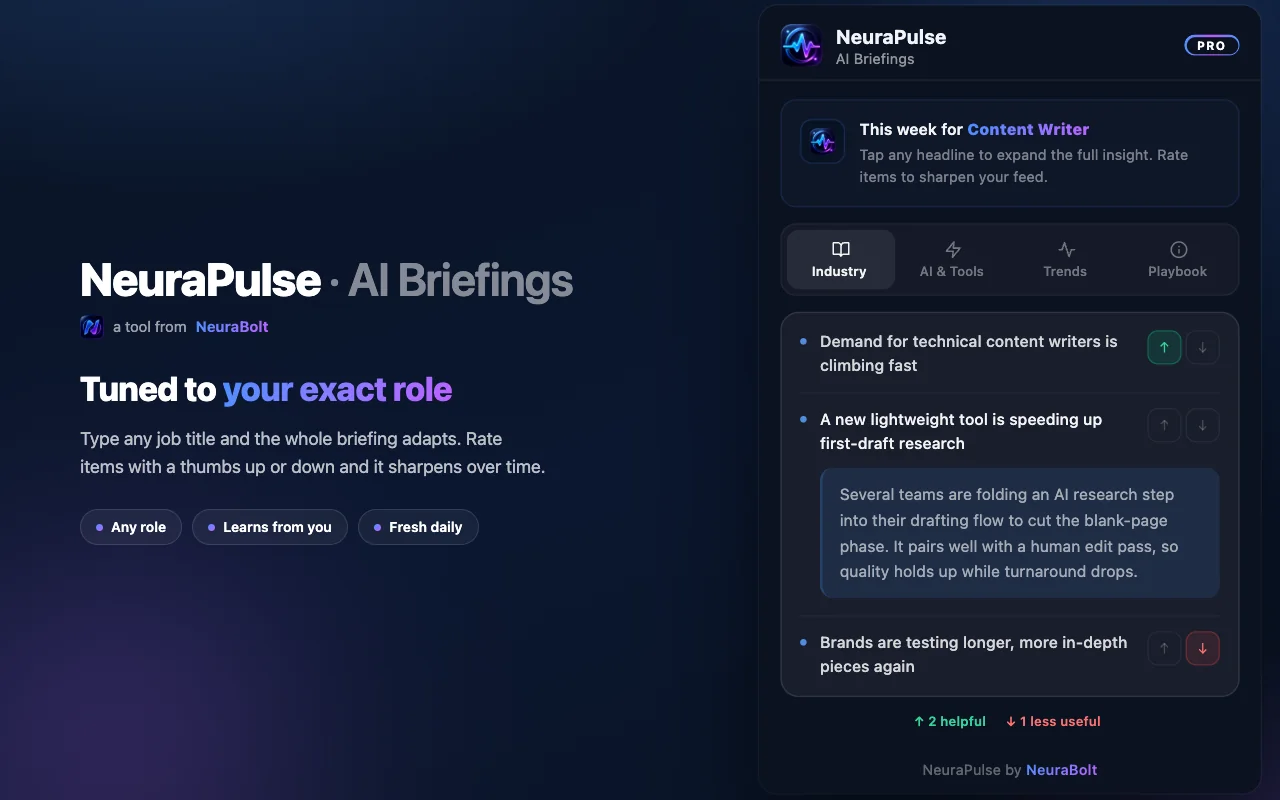 NeuraPulse · AI Briefings
a tool from NeuraBolt
Tuned to your exact role
Type any job title and the whole briefing adapts. Rate
items with a thumbs up or down and it sharpens over time.
Any role
Learns from you
Fresh daily
NeuraPulse
AI Briefings
PRO
This week for Content Writer
Tap any headline to expand the full insight. Rate
items to sharpen your feed.
Industry
AI & Tools
Trends
Playbook
Demand for technical content writers is
climbing fast
↑ ↓
A new lightweight tool is speeding up
first-draft research
↑ ↓
Several teams are folding an AI research step
into their drafting flow to cut the blank-page
phase. It pairs well with a human edit pass, so
quality holds up while turnaround drops.
Brands are testing longer, more in-depth
pieces again
↑ ↓
↑ 2 helpful ↓ 1 less useful
NeuraPulse by NeuraBolt